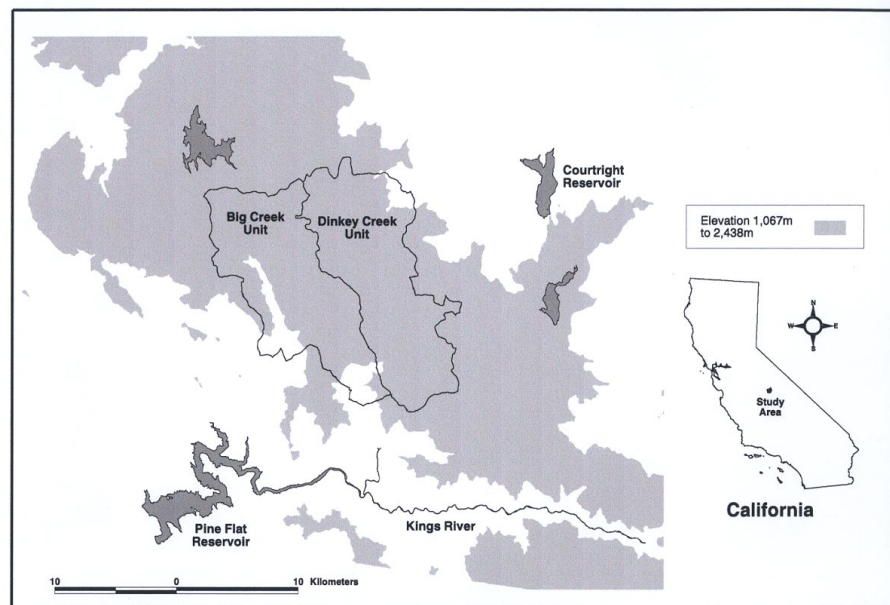 Courtright
Reservoir
Big Creek
Unit
Dinkey Creek
Unit
Elevation 1,067m
to 2,438m
N
W
E
S
Study
Area
California
Kings River
Pine Flat
Reservoir
10
0
10
Kilometers